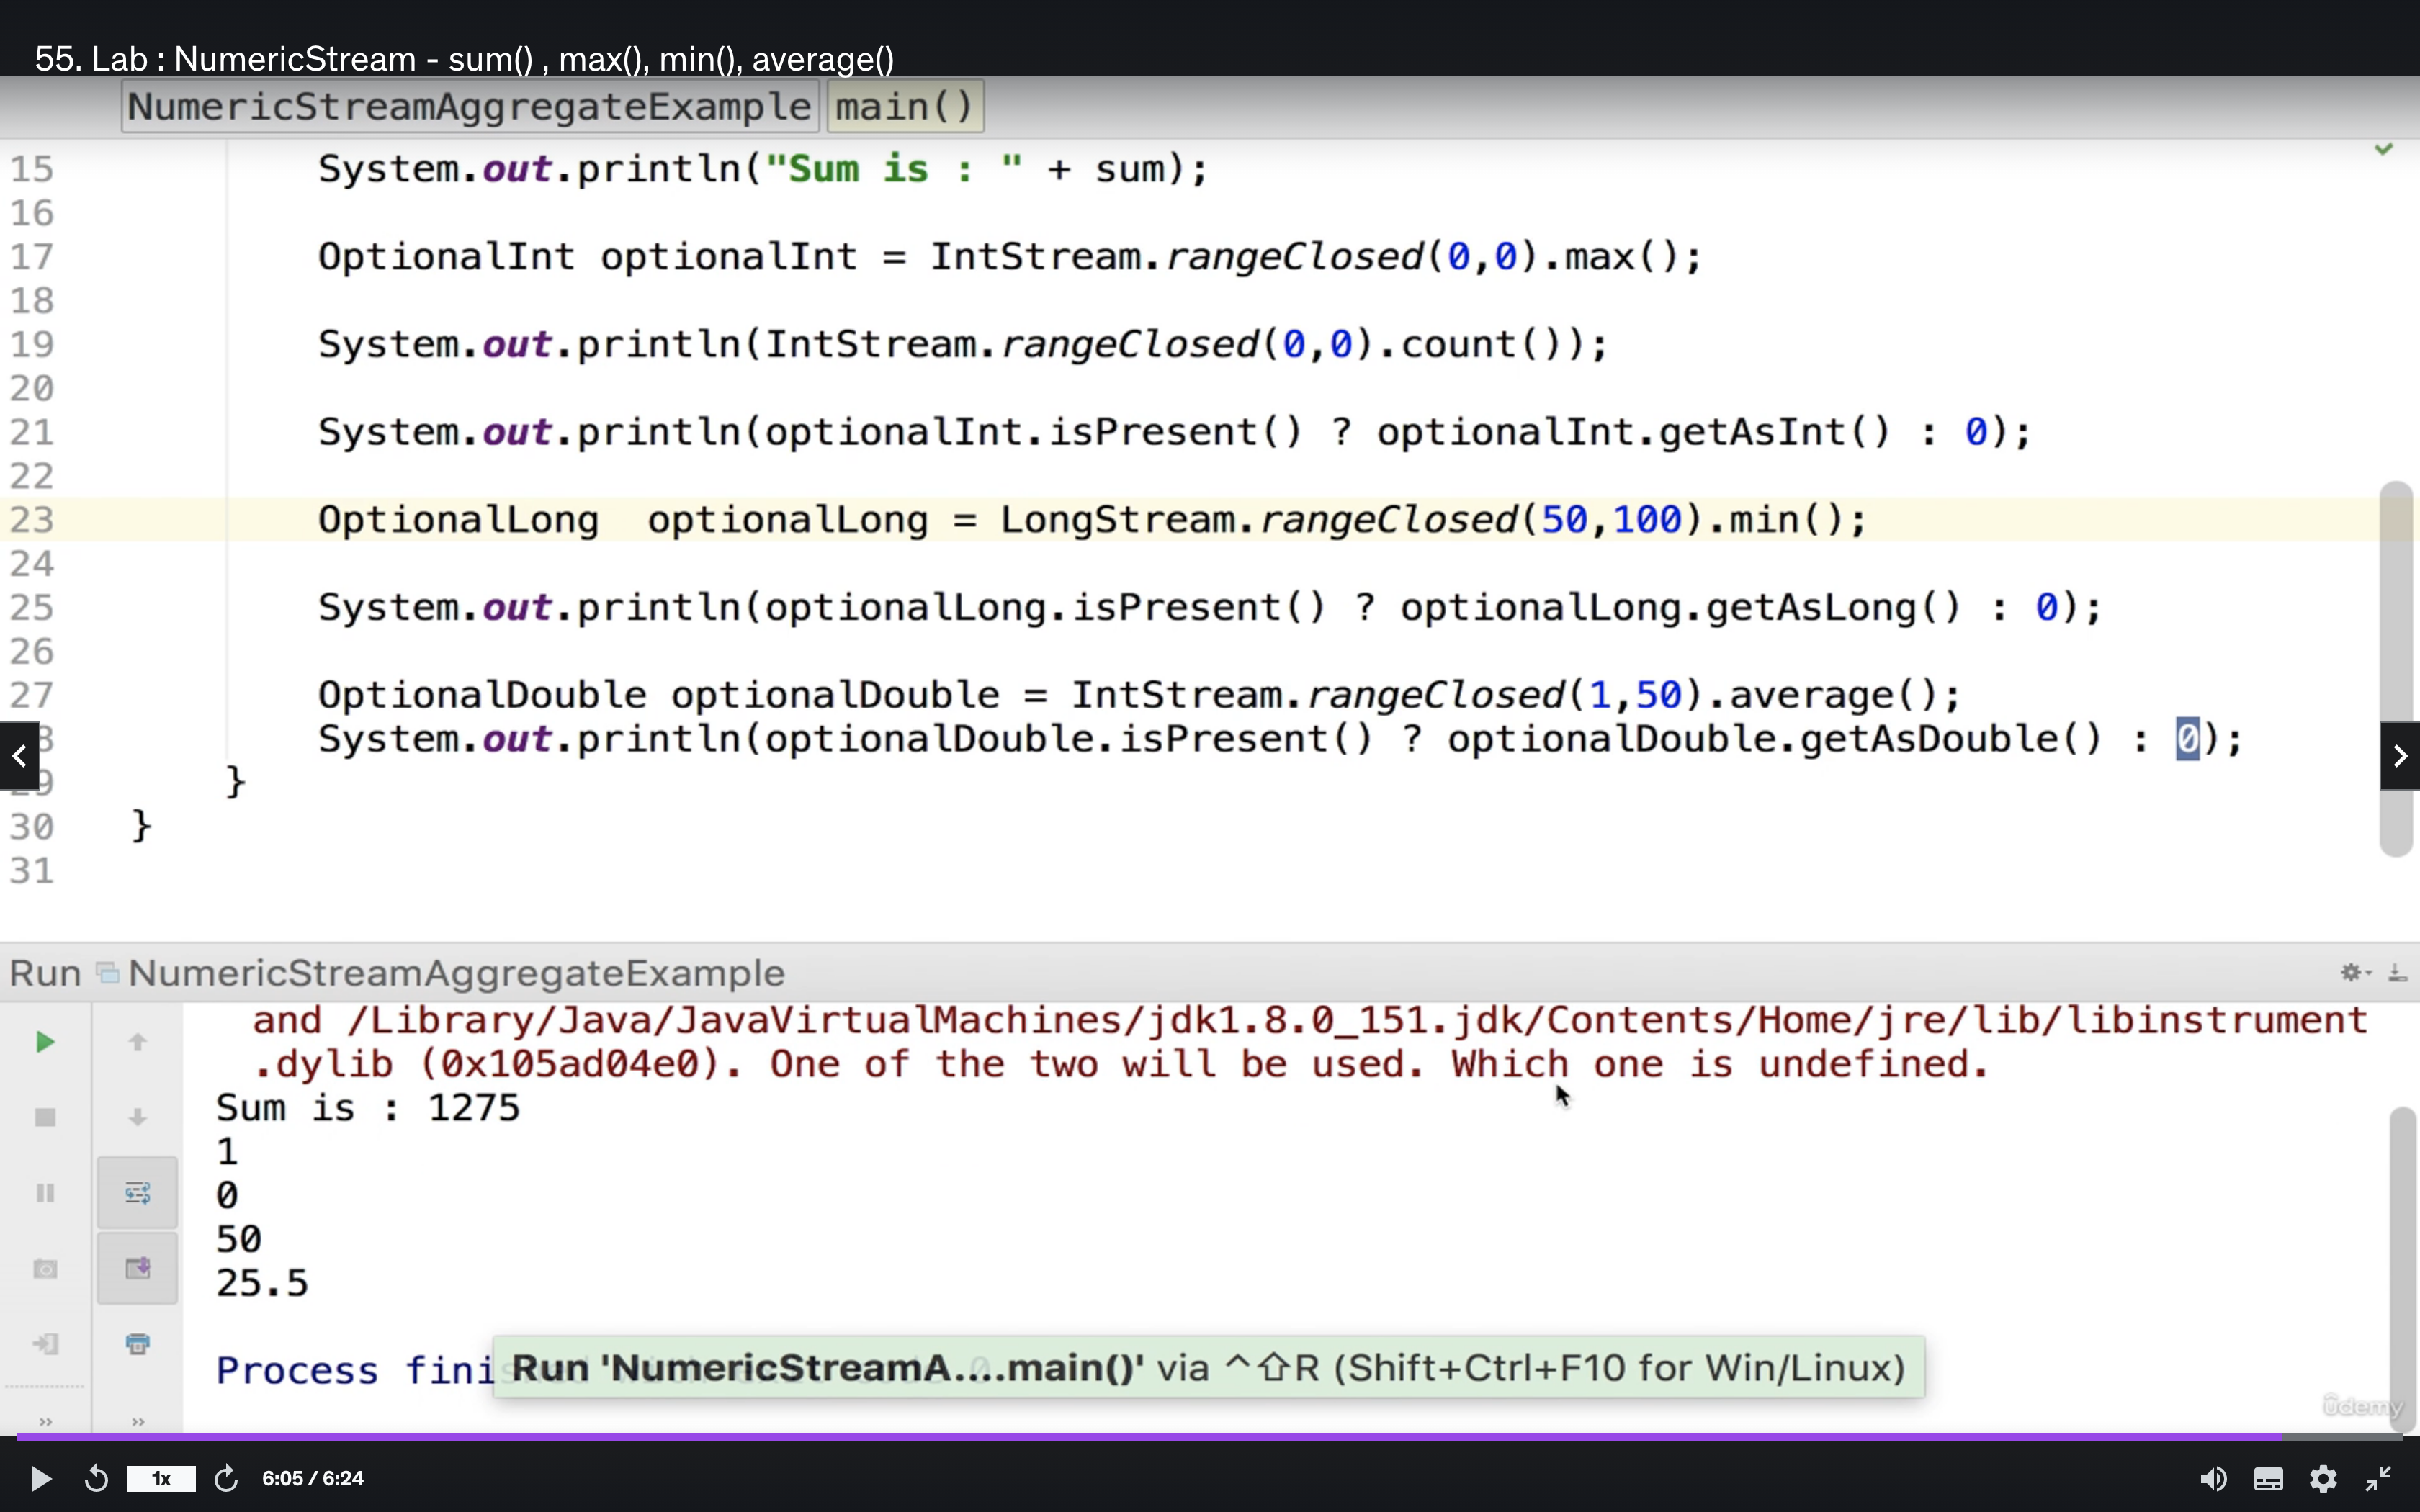 55. Lab : NumericStream - sum() , max(), min(), average()
NumericStreamAggregateExample main()
15 System.out.println("Sum is : " + sum);
16
17 OptionalInt optionalInt = IntStream.rangeClosed(0,0).max();
18
19 System.out.println(IntStream.rangeClosed(0,0).count());
20
21 System.out.println(optionalInt.isPresent() ? optionalInt.getAsInt() : 0);
22
23 OptionalLong  optionalLong = LongStream.rangeClosed(50,100).min();
24
25 System.out.println(optionalLong.isPresent() ? optionalLong.getAsLong() : 0);
26
27 OptionalDouble optionalDouble = IntStream.rangeClosed(1,50).average();
System.out.println(optionalDouble.isPresent() ? optionalDouble.getAsDouble() : 0);
}
30 }
31
Run NumericStreamAggregateExample
and /Library/Java/JavaVirtualMachines/jdk1.8.0_151.jdk/Contents/Home/jre/lib/libinstrument
.dylib (0x105ad04e0). One of the two will be used. Which one is undefined.
Sum is : 1275
1
0
50
25.5
Process fini
Run 'NumericStreamA....main()' via ^⇧R (Shift+Ctrl+F10 for Win/Linux)
udemy
1x 6:05 / 6:24